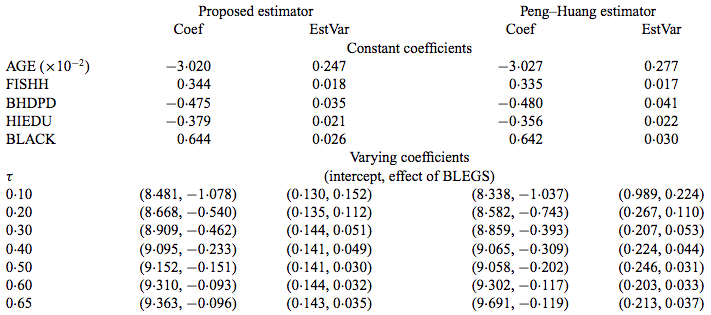 Proposed estimator Peng–Huang estimator
Coef EstVar Coef EstVar
Constant coefficients
AGE (×10⁻²) −3·020 0·247 −3·027 0·277
FISHH 0·344 0·018 0·335 0·017
BHDPD −0·475 0·035 −0·480 0·041
HIEDU −0·379 0·021 −0·356 0·022
BLACK 0·644 0·026 0·642 0·030
Varying coefficients
τ (intercept, effect of BLEGS)
0·10 (8·481, −1·078) (0·130, 0·152) (8·338, −1·037) (0·989, 0·224)
0·20 (8·668, −0·540) (0·135, 0·112) (8·582, −0·743) (0·267, 0·110)
0·30 (8·909, −0·462) (0·144, 0·051) (8·859, −0·393) (0·207, 0·053)
0·40 (9·095, −0·233) (0·141, 0·049) (9·065, −0·309) (0·224, 0·044)
0·50 (9·152, −0·151) (0·141, 0·030) (9·058, −0·202) (0·246, 0·031)
0·60 (9·310, −0·093) (0·144, 0·032) (9·302, −0·117) (0·203, 0·033)
0·65 (9·363, −0·096) (0·143, 0·035) (9·691, −0·119) (0·213, 0·037)